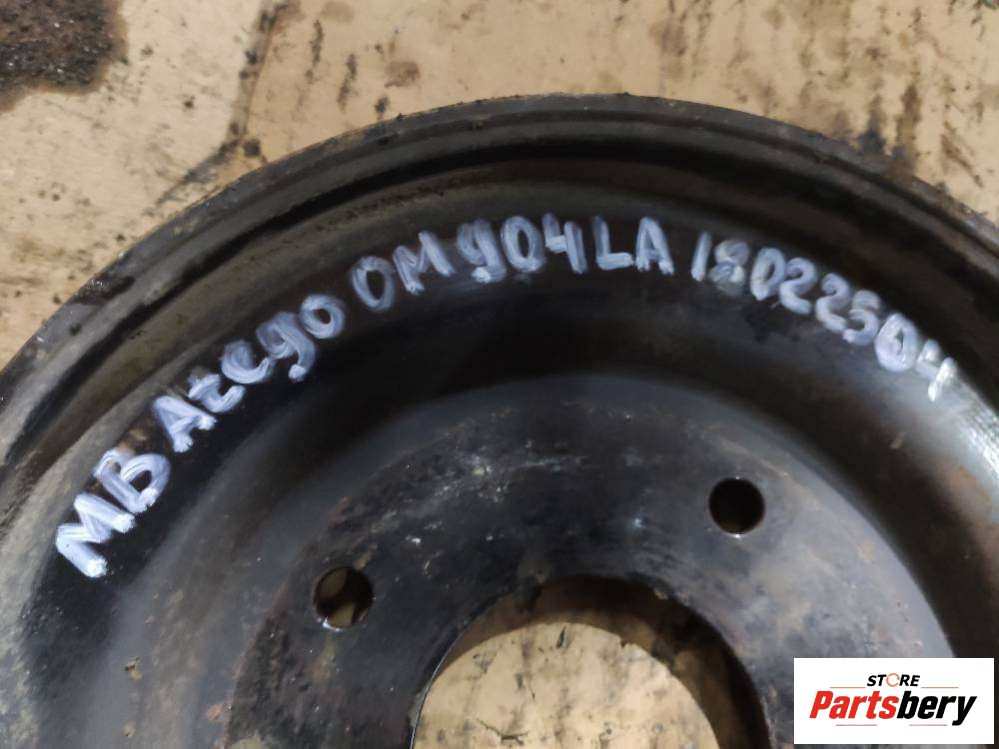 MB Atego OM904LA 18022504
STORE
Partsbery